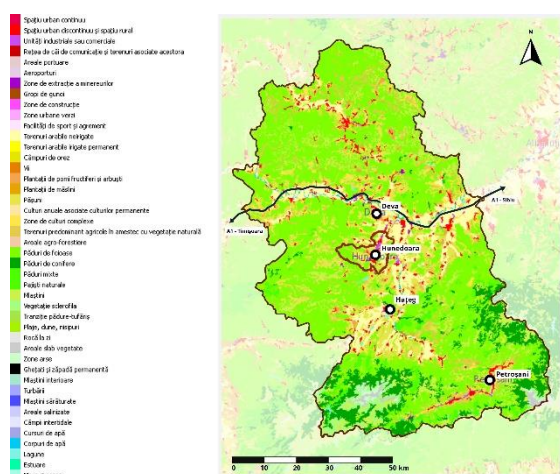 Spațiu urban continuu
Spațiu urban discontinuu și spațiu rural
Unități industriale sau comerciale
Rețea de căi de comunicație și terenuri asociate acestora
Areale portuare
Aeroporturi
Zone de extracție a minereurilor
Gropi de gunoi
Zone de construcție
Zone urbane verzi
Facilități de sport și agrement
Terenuri arabile neirigate
Terenuri arabile irigate permanent
Câmpuri de orez
Vii
Plantații de pomi fructiferi și arbuști
Plantații de măslini
Pășuni
Culturi anuale asociate culturilor permanente
Zone de culturi complexe
Terenuri predominant agricole în amestec cu vegetație naturală
Areale agro-forestiere
Păduri de foioase
Păduri de conifere
Păduri mixte
Pajiști naturale
Mlaștini
Vegetație sclerofila
Tranziție pădure-tufăriș
Plaje, dune, nisipuri
Rocă la zi
Areale slab vegetate
Zone arse
Ghețari și zăpadă permanentă
Mlaștini interioare
Turbării
Mlaștini sărăturate
Areale salinizate
Câmpii intertidale
Cursuri de apă
Corpuri de apă
Lagune
Estuare
N
Deva
A1 - Sibiu
A1 - Timișoara
Hunedoara
Hațeg
Petroșani
0 10 20 30 40 50 km